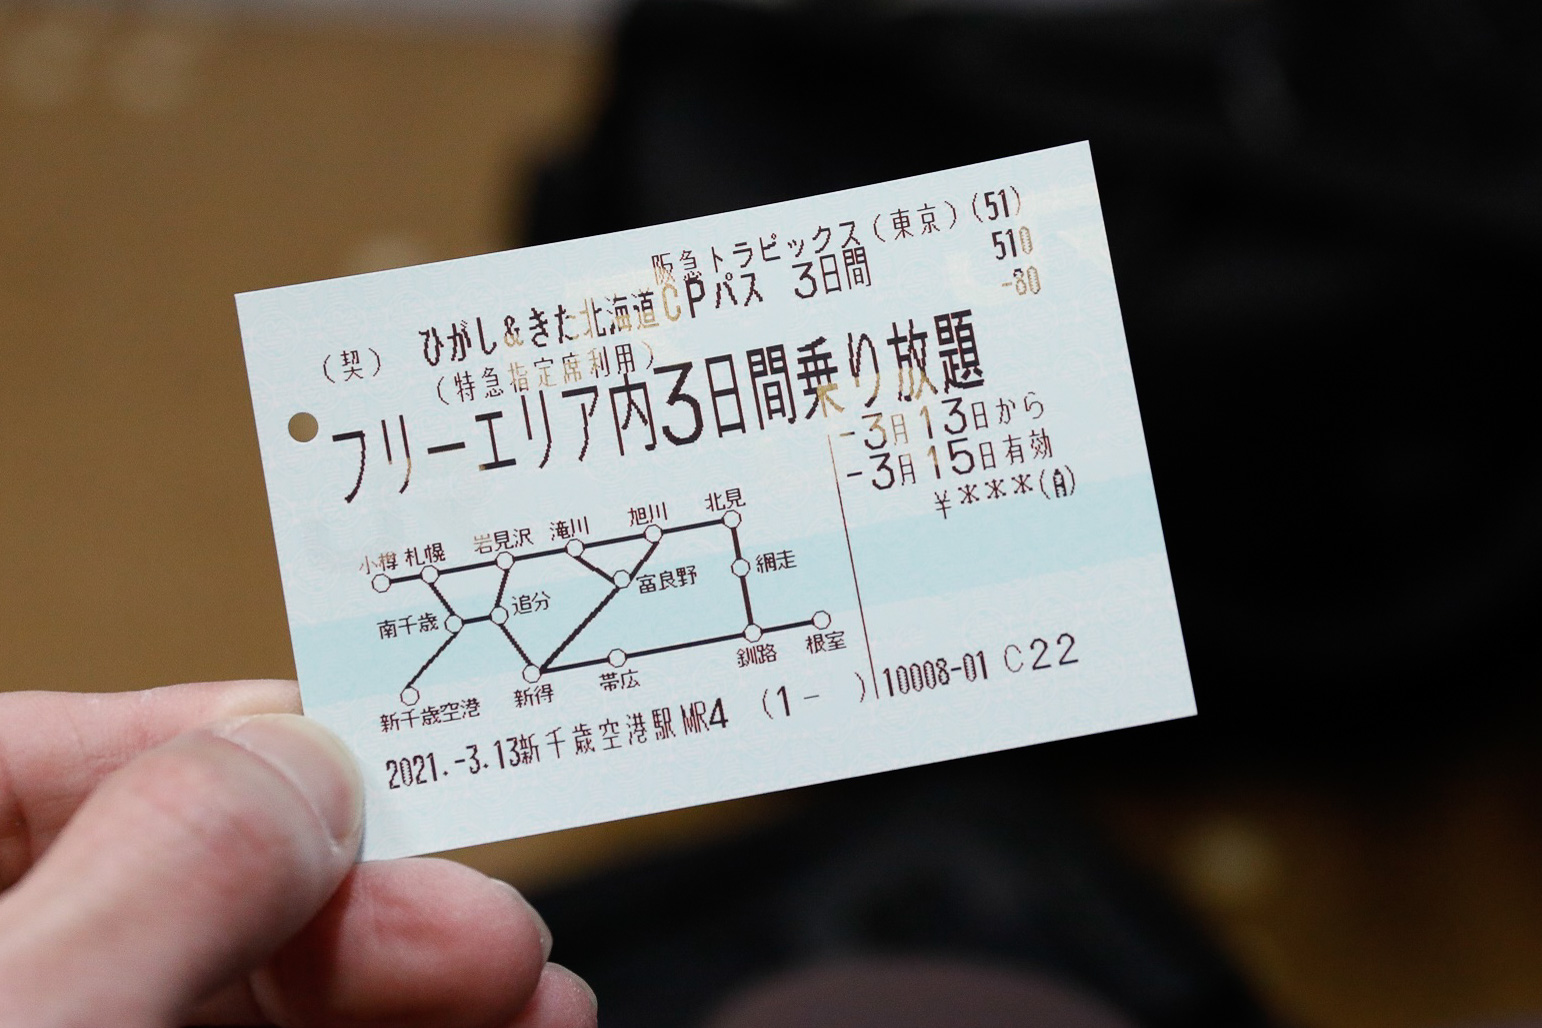 阪急トラピックス(東京)(51)
ひがし&きた北海道CPパス 3日間 510
(契) (特急指定席利用) -80
フリーエリア内3日間乗り放題
-3月13日から
-3月15日有効
¥***
小樽 札幌 岩見沢 滝川 旭川 北見
南千歳 追分 富良野 網走
新千歳空港 新得 帯広 釧路 根室
2021.-3.13新千歳空港駅MR4 (1- ) 10008-01 C22